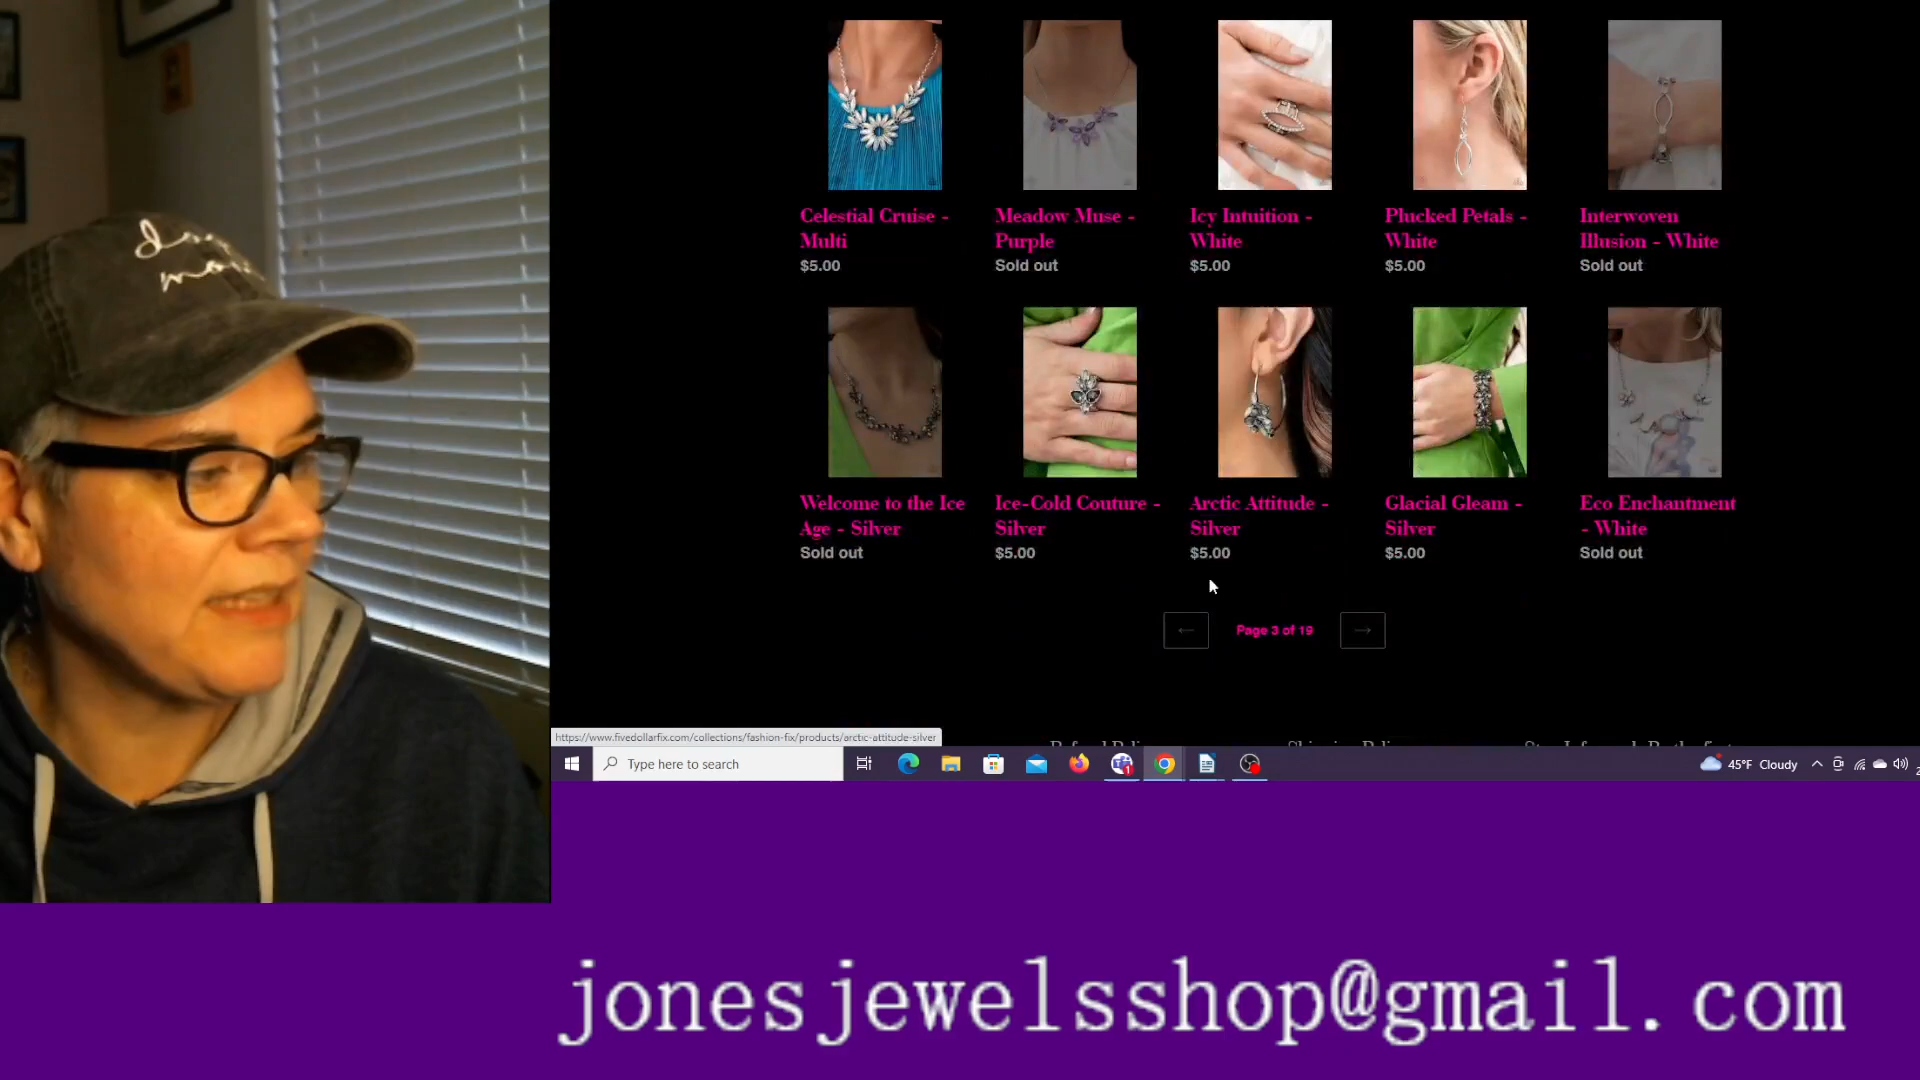 Celestial Cruise -
Multi
$5.00
Meadow Muse -
Purple
Sold out
Icy Intuition -
White
$5.00
Plucked Petals -
White
$5.00
Interwoven
Illusion - White
Sold out
Welcome to the Ice
Age - Silver
Sold out
Ice-Cold Couture -
Silver
$5.00
Arctic Attitude -
Silver
$5.00
Glacial Gleam -
Silver
$5.00
Eco Enchantment
- White
Sold out
← Page 3 of 19 →
https://www.fivedollarfix.com/collections/fashion-fix/products/arctic-attitude-silver
Type here to search
45°F Cloudy
jonesjewelsshop@gmail.com